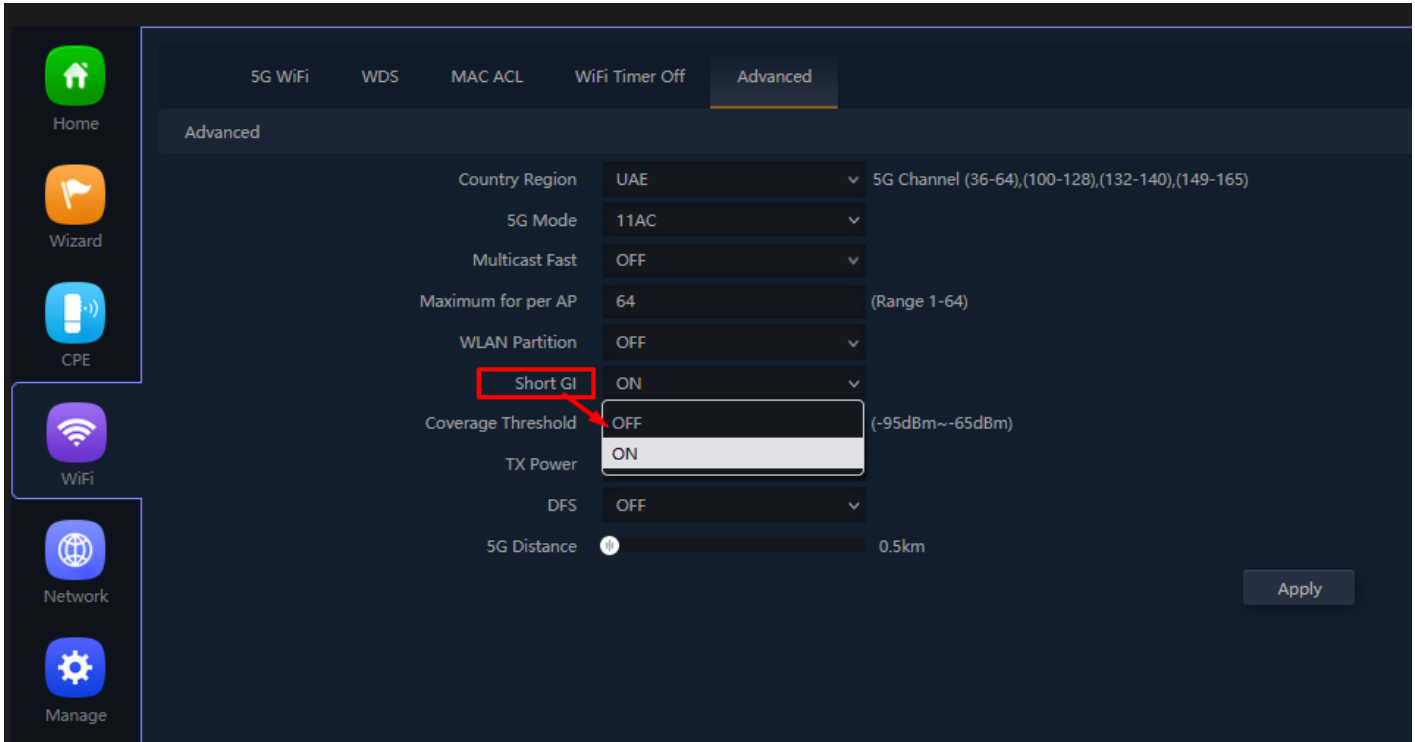 Home
Wizard
CPE
WiFi
Network
Manage
5G WiFi WDS MAC ACL WiFi Timer Off Advanced
Advanced
Country Region UAE 5G Channel (36-64),(100-128),(132-140),(149-165)
5G Mode 11AC
Multicast Fast OFF
Maximum for per AP 64 (Range 1-64)
WLAN Partition OFF
Short GI ON
Coverage Threshold OFF (-95dBm~-65dBm)
ON
TX Power
DFS OFF
5G Distance 0.5km
Apply